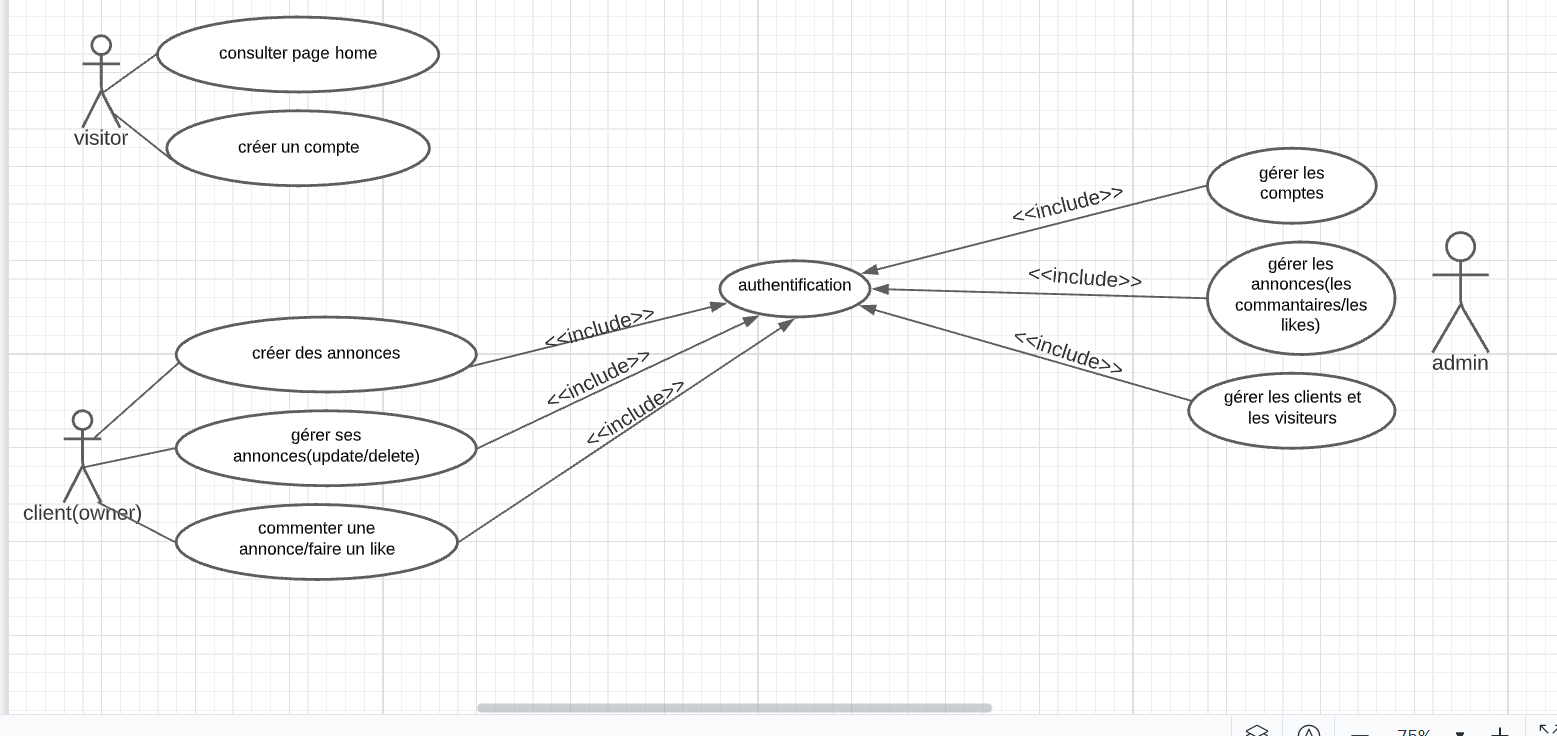 consulter page home
visitor
créer un compte
gérer les
comptes
<<include>>
gérer les
annonces(les
commantaires/les
likes)
<<include>>
admin
authentification
<<include>>
gérer les clients et
les visiteurs
créer des annonces
<<include>>
gérer ses
annonces(update/delete)
<<include>>
client(owner)
commenter une
annonce/faire un like
<<include>>
75%